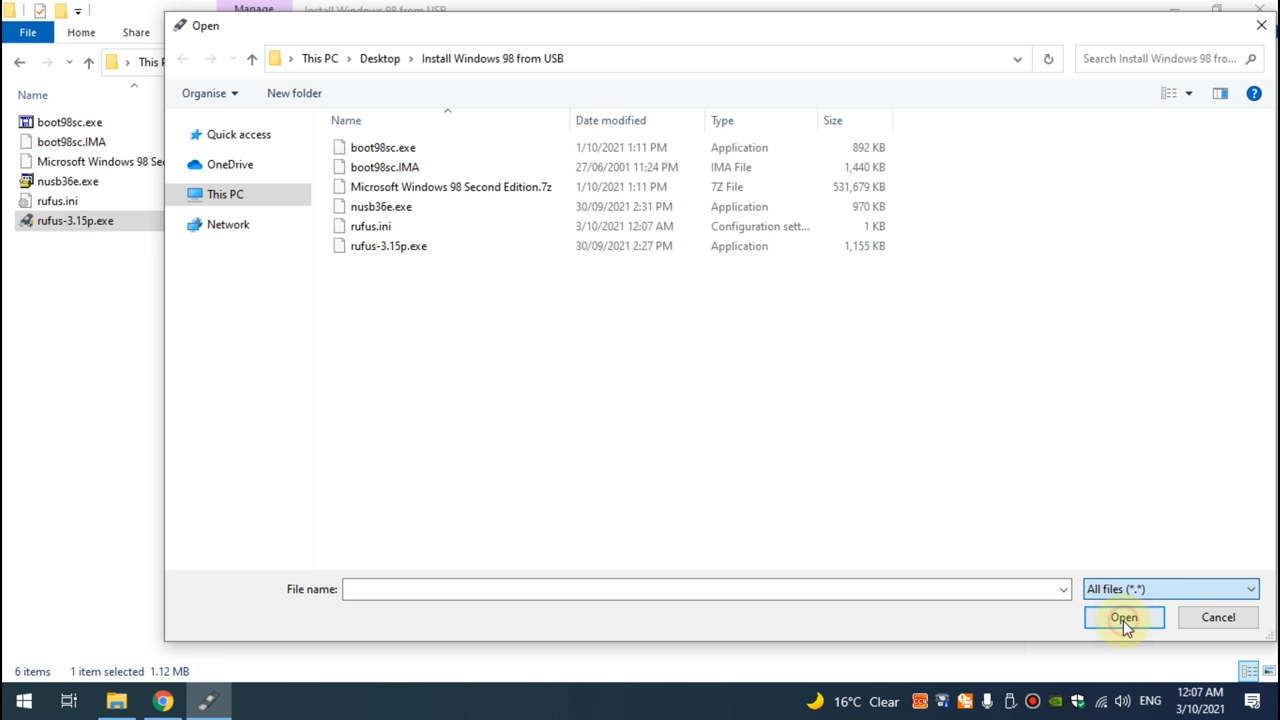 Manage
Install Windows 98 from USB
File
Home
Share
Open
This P
This PC
Desktop
Install Windows 98 from USB
Search Install Windows 98 fro...
Organise
New folder
Name
boot98sc.exe
boot98sc.IMA
Microsoft Windows 98 Sec
nusb36e.exe
rufus.ini
rufus-3.15p.exe
Quick access
OneDrive
This PC
Network
Name Date modified Type Size
boot98sc.exe 1/10/2021 1:11 PM Application 892 KB
boot98sc.IMA 27/06/2001 11:24 PM IMA File 1,440 KB
Microsoft Windows 98 Second Edition.7z 1/10/2021 1:11 PM 7Z File 531,679 KB
nusb36e.exe 30/09/2021 2:31 PM Application 970 KB
rufus.ini 3/10/2021 12:07 AM Configuration sett... 1 KB
rufus-3.15p.exe 30/09/2021 2:27 PM Application 1,155 KB
File name:
All files (*.*)
Open
Cancel
6 items 1 item selected 1.12 MB
16°C Clear
ENG
12:07 AM
3/10/2021